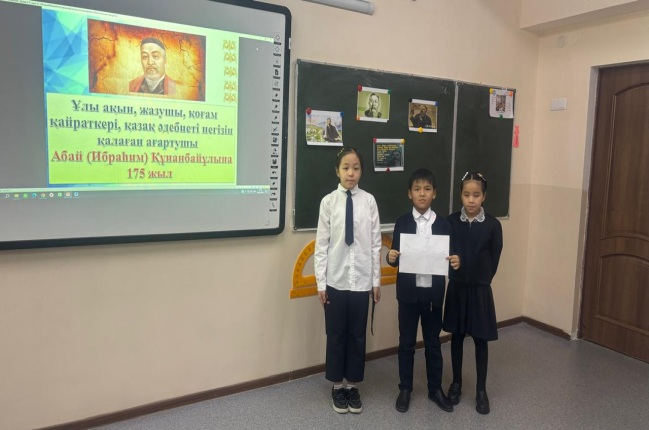 Ұлы ақын, жазушы, қоғам
қайраткері, қазақ әдебиеті негізін
қалаған ағартушы
Абай (Ибраһим) Құнанбайұлына
175 жыл